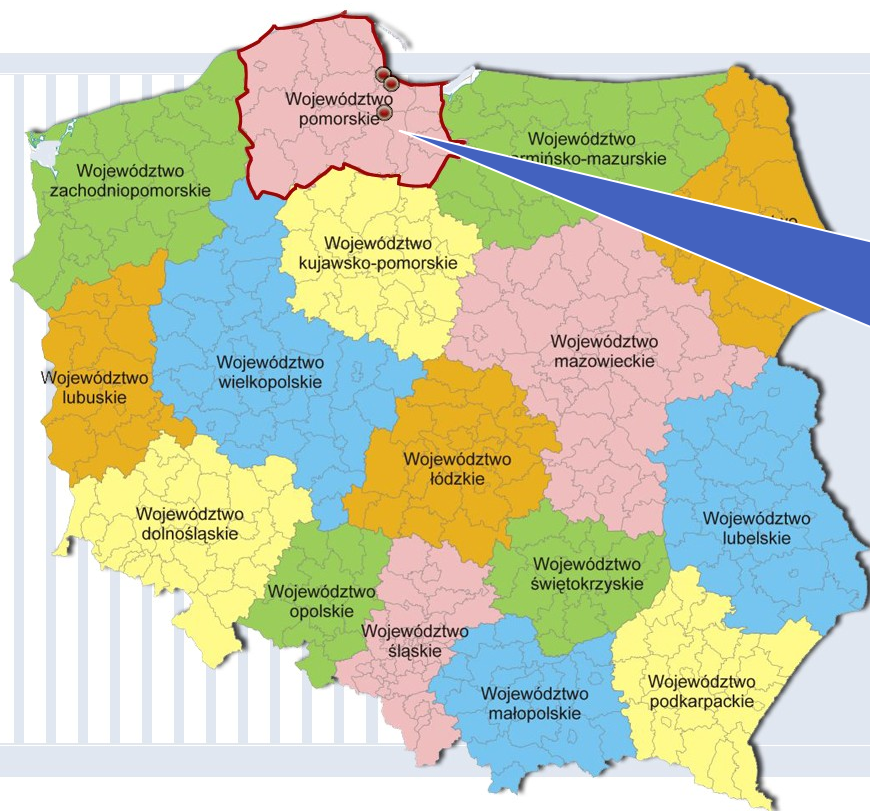 Województwo
pomorskie
Województwo
zachodniopomorskie
Województwo
rmińsko-mazurskie
Województwo
kujawsko-pomorskie
Województwo
mazowieckie
Województwo
lubuskie
Województwo
wielkopolskie
Województwo
łódzkie
Województwo
dolnośląskie
Województwo
lubelskie
Województwo
opolskie
Województwo
świętokrzyskie
Województwo
śląskie
Województwo
małopolskie
Województwo
podkarpackie